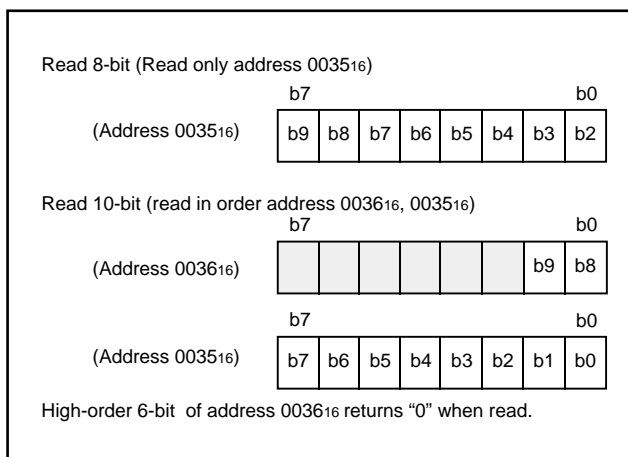 Read 8-bit (Read only address 0035₁₆)
b7 b0
(Address 0035₁₆) b9 b8 b7 b6 b5 b4 b3 b2
Read 10-bit (read in order address 0036₁₆, 0035₁₆)
b7 b0
(Address 0036₁₆) b9 b8
b7 b0
(Address 0035₁₆) b7 b6 b5 b4 b3 b2 b1 b0
High-order 6-bit of address 0036₁₆ returns “0” when read.